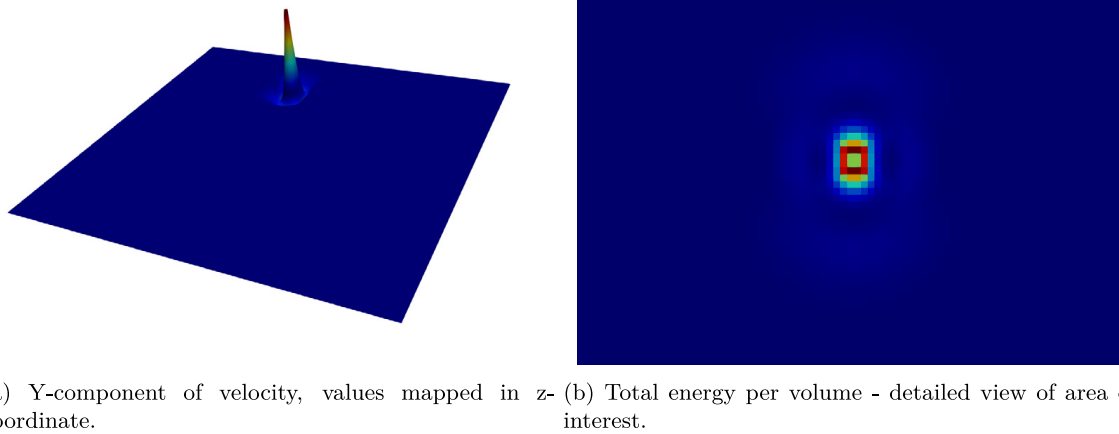 ) Y-component of velocity, values mapped in z-
oordinate.
(b) Total energy per volume - detailed view of area
interest.